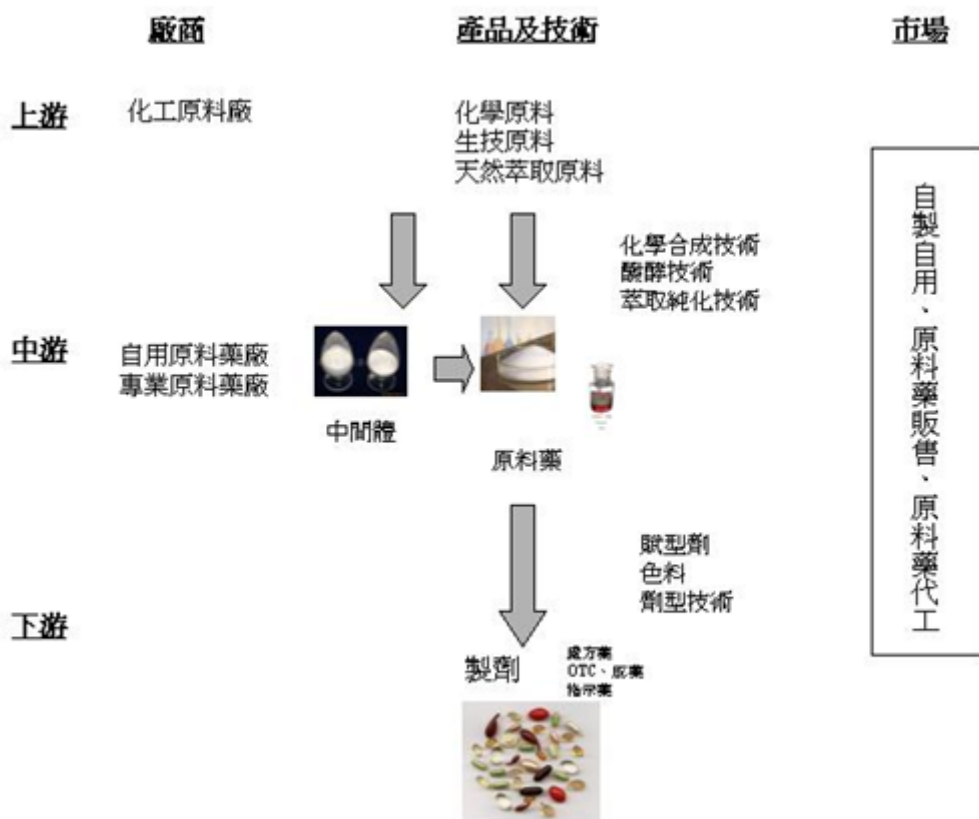 廠商
產品及技術
市場
上游
化工原料廠
化學原料
生技原料
天然萃取原料
化學合成技術
醱酵技術
萃取純化技術
中游
自用原料藥廠
專業原料藥廠
中間體
原料藥
自製自用、原料藥販售、原料藥代工
賦型劑
色料
劑型技術
下游
製劑
處方藥
OTC、成藥
指示藥